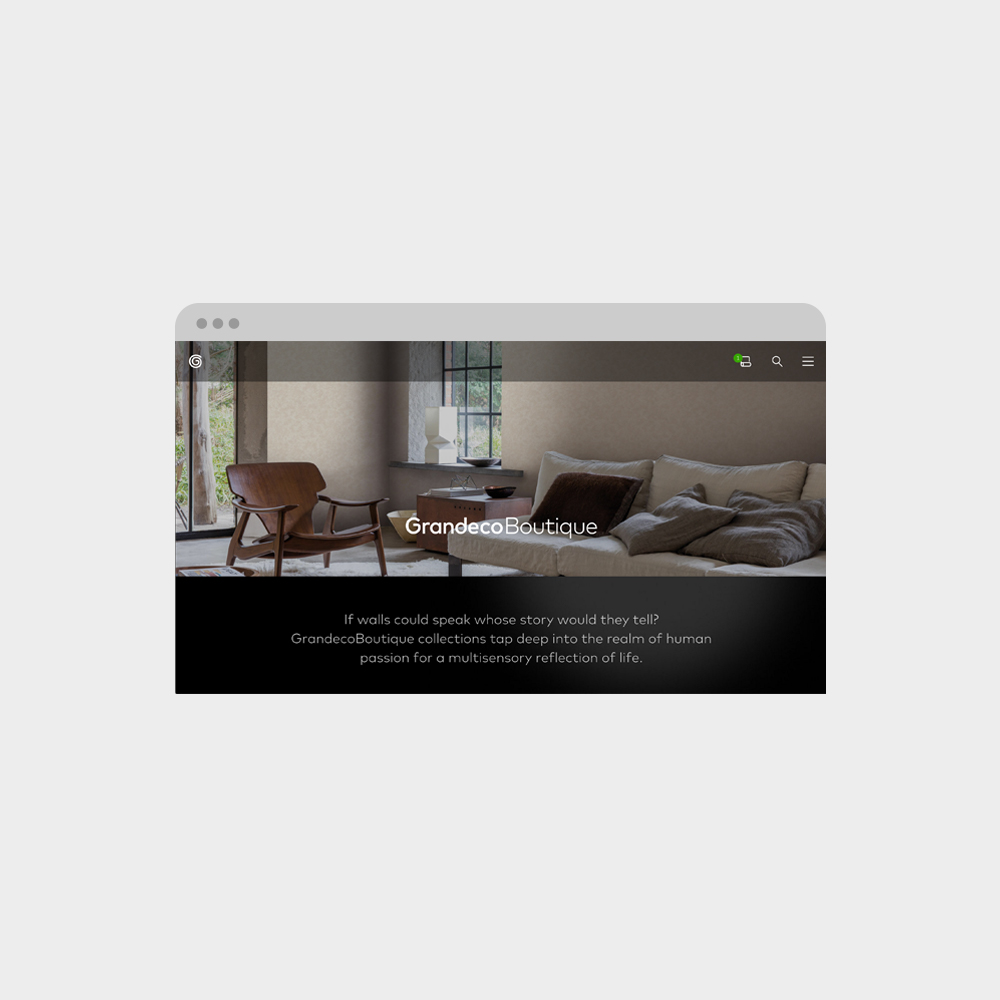 GrandecoBoutique
If walls could speak whose story would they tell?
GrandecoBoutique collections tap deep into the realm of human
passion for a multisensory reflection of life.